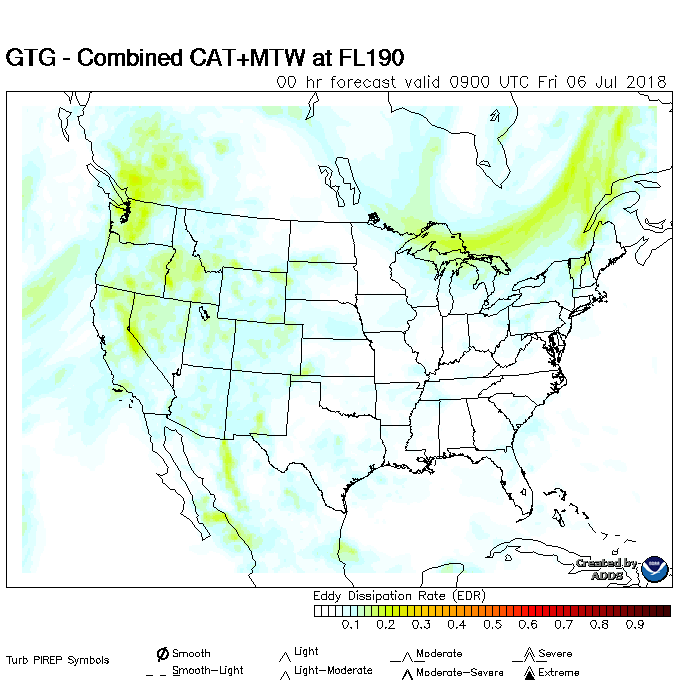 GTG - Combined CAT+MTW at FL190
00 hr forecast valid 0900 UTC Fri 06 Jul 2018
Created by
ADDS
Eddy Dissipation Rate (EDR)
0.1 0.2 0.3 0.4 0.5 0.6 0.7 0.8 0.9
Turb PIREP Symbols
Smooth Light Moderate Severe
Smooth-Light Light-Moderate Moderate-Severe Extreme